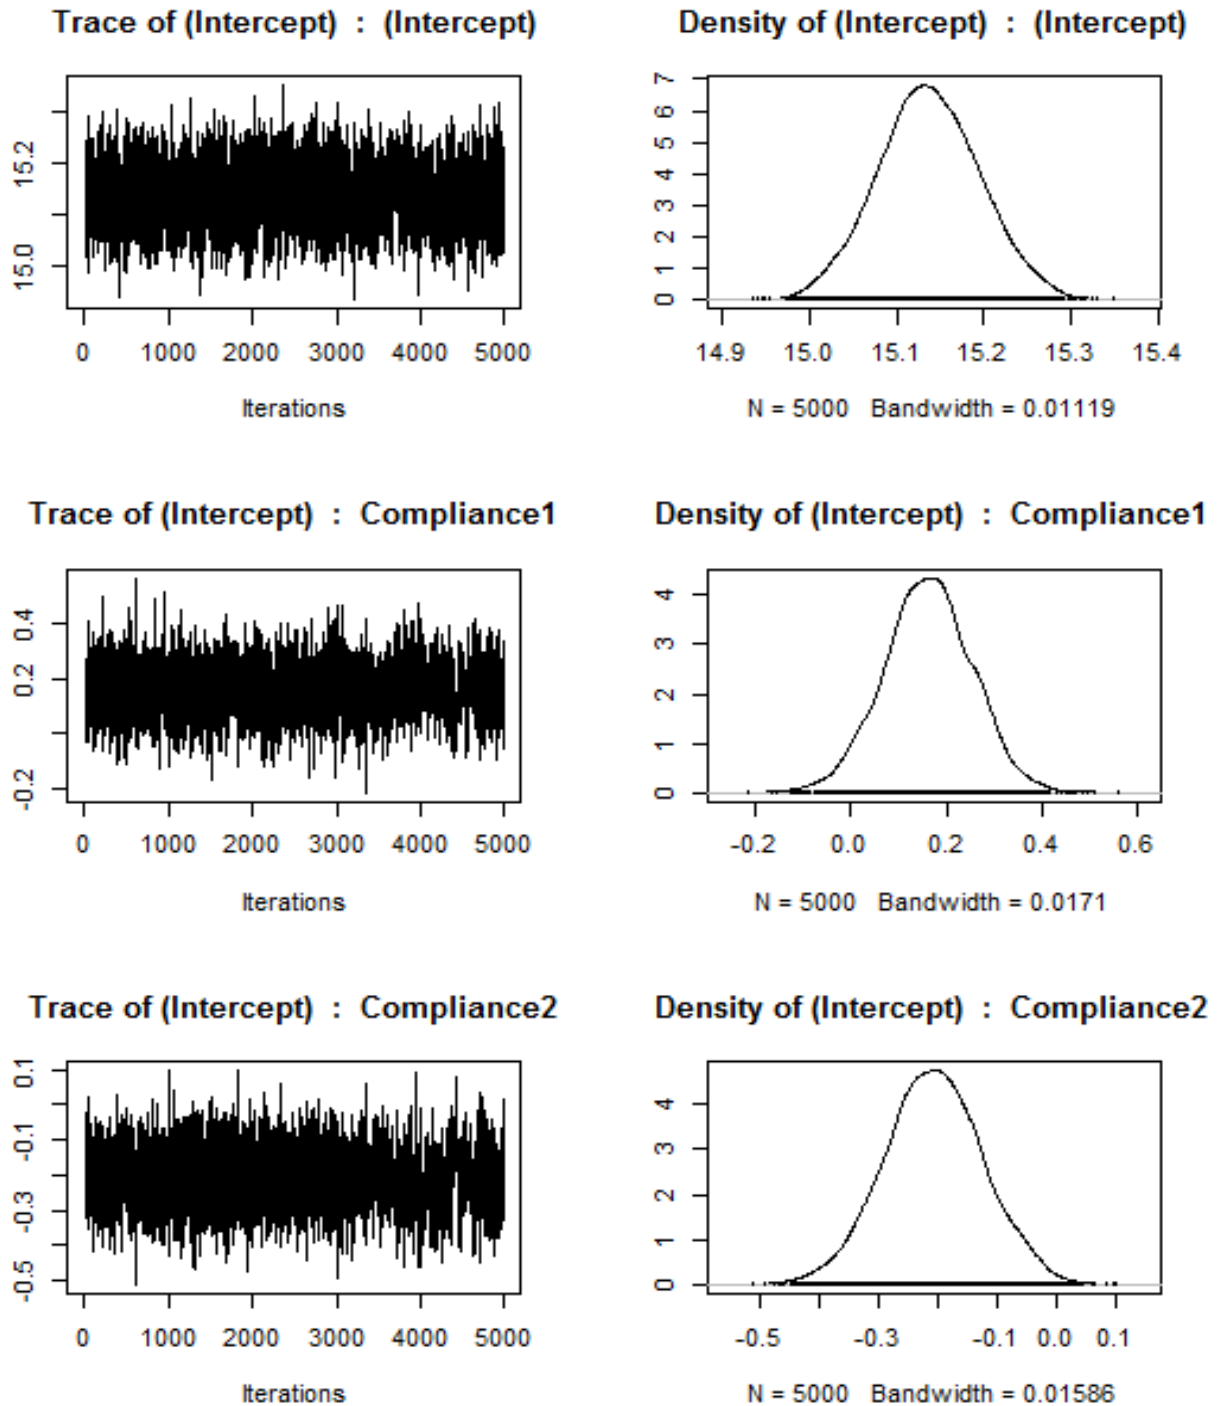 Trace of (Intercept) : (Intercept)
Density of (Intercept) : (Intercept)
15.2
15.0
0 1000 2000 3000 4000 5000
Iterations
7
6
5
4
3
2
1
0
14.9 15.0 15.1 15.2 15.3 15.4
N = 5000 Bandwidth = 0.01119
Trace of (Intercept) : Compliance1
Density of (Intercept) : Compliance1
0.4
0.2
-0.2
0 1000 2000 3000 4000 5000
Iterations
4
3
2
1
0
-0.2 0.0 0.2 0.4 0.6
N = 5000 Bandwidth = 0.0171
Trace of (Intercept) : Compliance2
Density of (Intercept) : Compliance2
0.1
-0.1
-0.3
-0.5
0 1000 2000 3000 4000 5000
Iterations
4
3
2
1
0
-0.5 -0.3 -0.1 0.0 0.1
N = 5000 Bandwidth = 0.01586